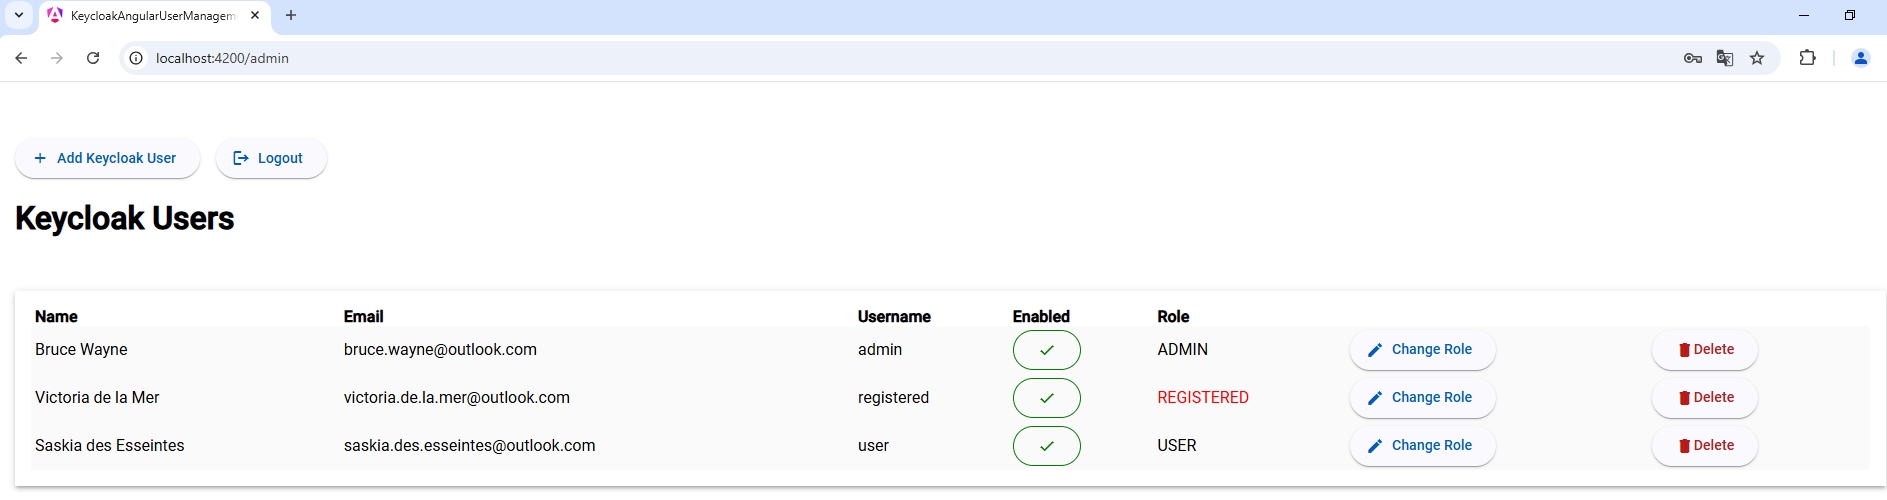 KeycloakAngularUserManagem
localhost:4200/admin
Add Keycloak User Logout
Keycloak Users
Name Email Username Enabled Role
Bruce Wayne bruce.wayne@outlook.com admin ADMIN Change Role Delete
Victoria de la Mer victoria.de.la.mer@outlook.com registered REGISTERED Change Role Delete
Saskia des Esseintes saskia.des.esseintes@outlook.com user USER Change Role Delete